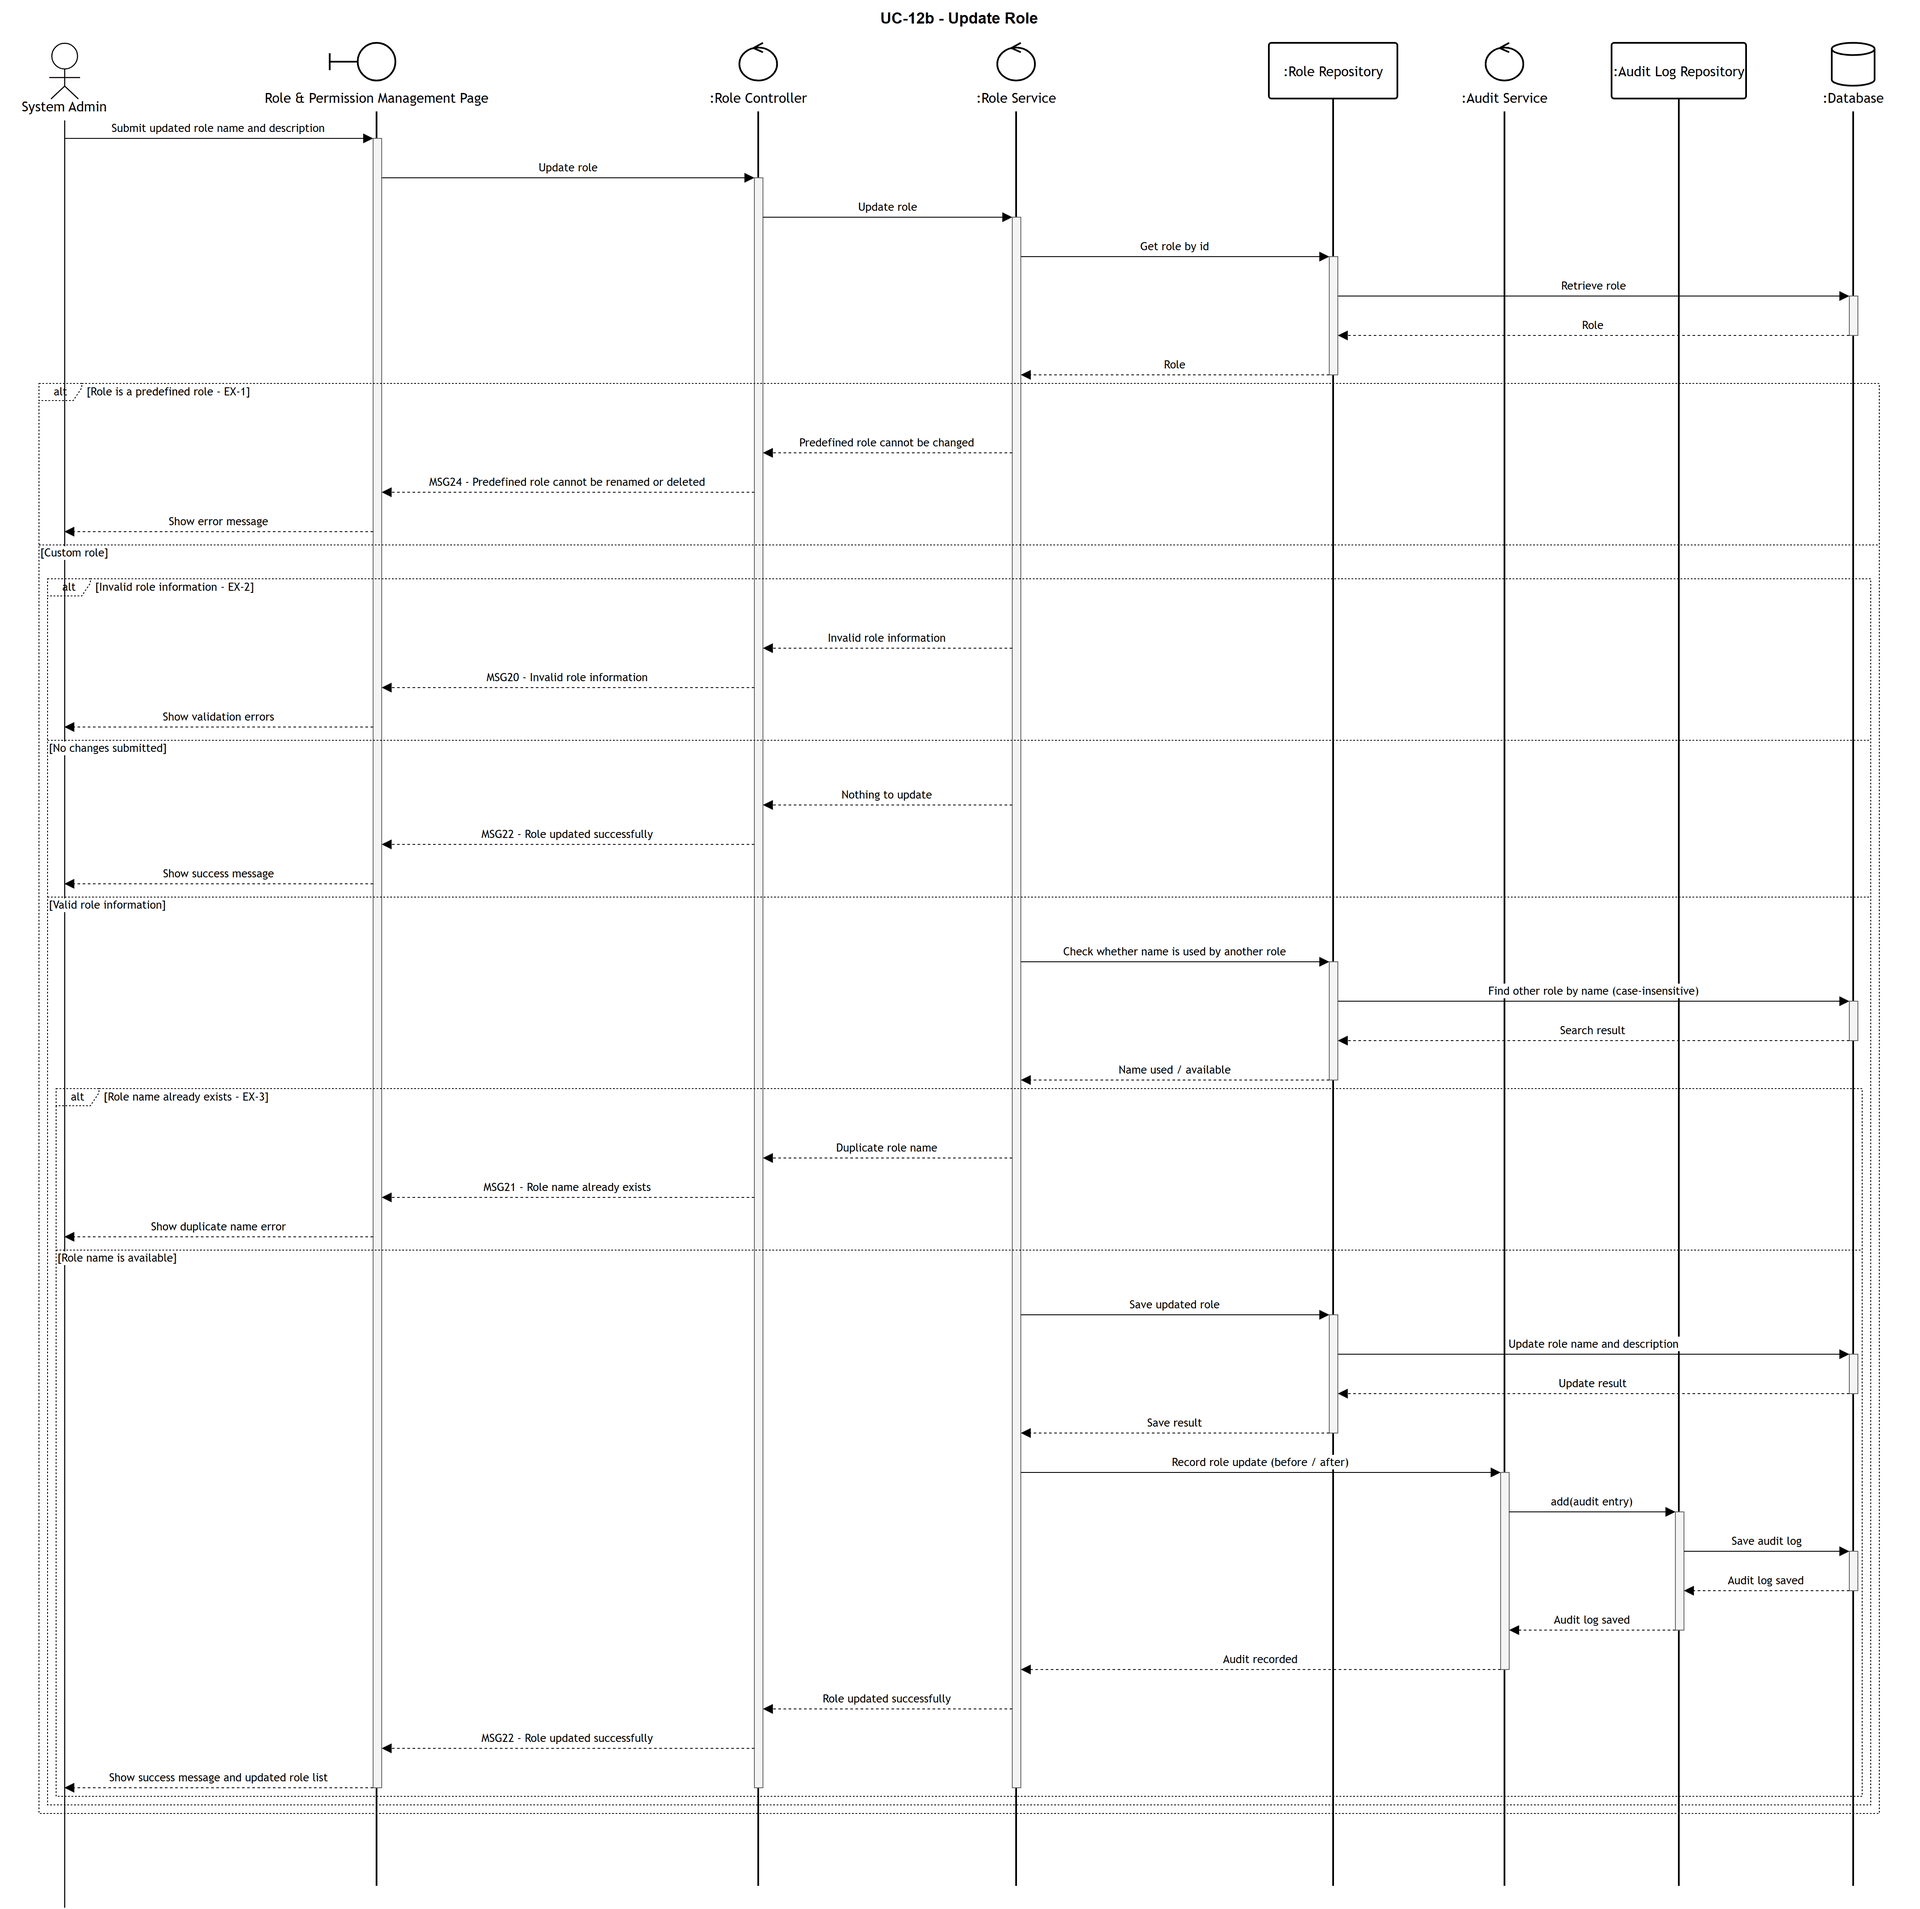 UC-12b - Update Role
System Admin
Role & Permission Management Page
:Role Controller
:Role Service
:Role Repository
:Audit Service
:Audit Log Repository
:Database
Submit updated role name and description
Update role
Update role
Get role by id
Retrieve role
Role
Role
alt [Role is a predefined role - EX-1]
Predefined role cannot be changed
MSG24 - Predefined role cannot be renamed or deleted
Show error message
[Custom role]
alt [Invalid role information - EX-2]
Invalid role information
MSG20 - Invalid role information
Show validation errors
[No changes submitted]
Nothing to update
MSG22 - Role updated successfully
Show success message
[Valid role information]
Check whether name is used by another role
Find other role by name (case-insensitive)
Search result
Name used / available
alt [Role name already exists - EX-3]
Duplicate role name
MSG21 - Role name already exists
Show duplicate name error
[Role name is available]
Save updated role
Update role name and description
Update result
Save result
Record role update (before / after)
add(audit entry)
Save audit log
Audit log saved
Audit log saved
Audit recorded
Role updated successfully
MSG22 - Role updated successfully
Show success message and updated role list